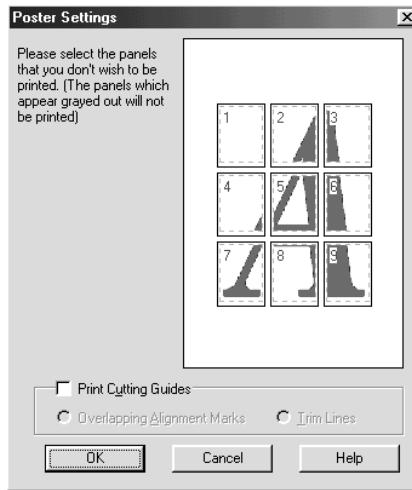 Poster Settings
Please select the panels
that you don't wish to be
printed. (The panels which
appear grayed out will not
be printed)
1 2 3
4 5 6
7 8 9
Print Cutting Guides
Overlapping Alignment Marks Trim Lines
OK Cancel Help